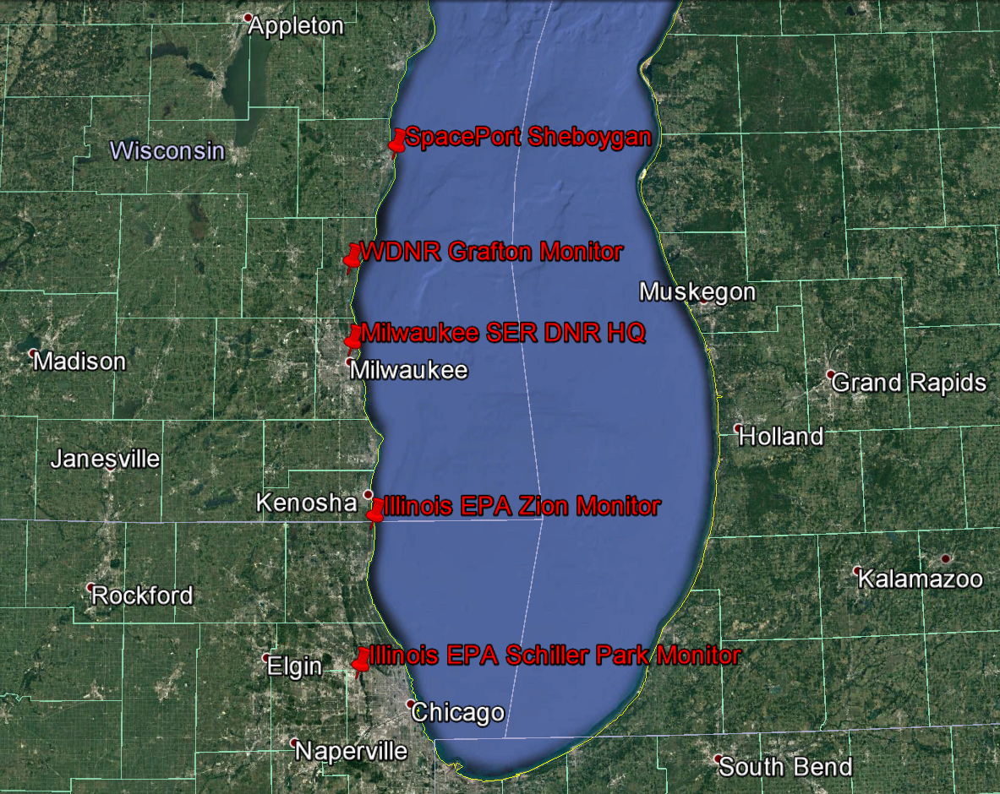 Appleton
SpacePort Sheboygan
Wisconsin
WDNR Grafton Monitor
Muskegon
Milwaukee SER DNR HQ
Madison
Milwaukee
Grand Rapids
Holland
Janesville
Kenosha
Illinois EPA Zion Monitor
Kalamazoo
Rockford
Illinois EPA Schiller Park Monitor
Elgin
Chicago
Naperville
South Bend